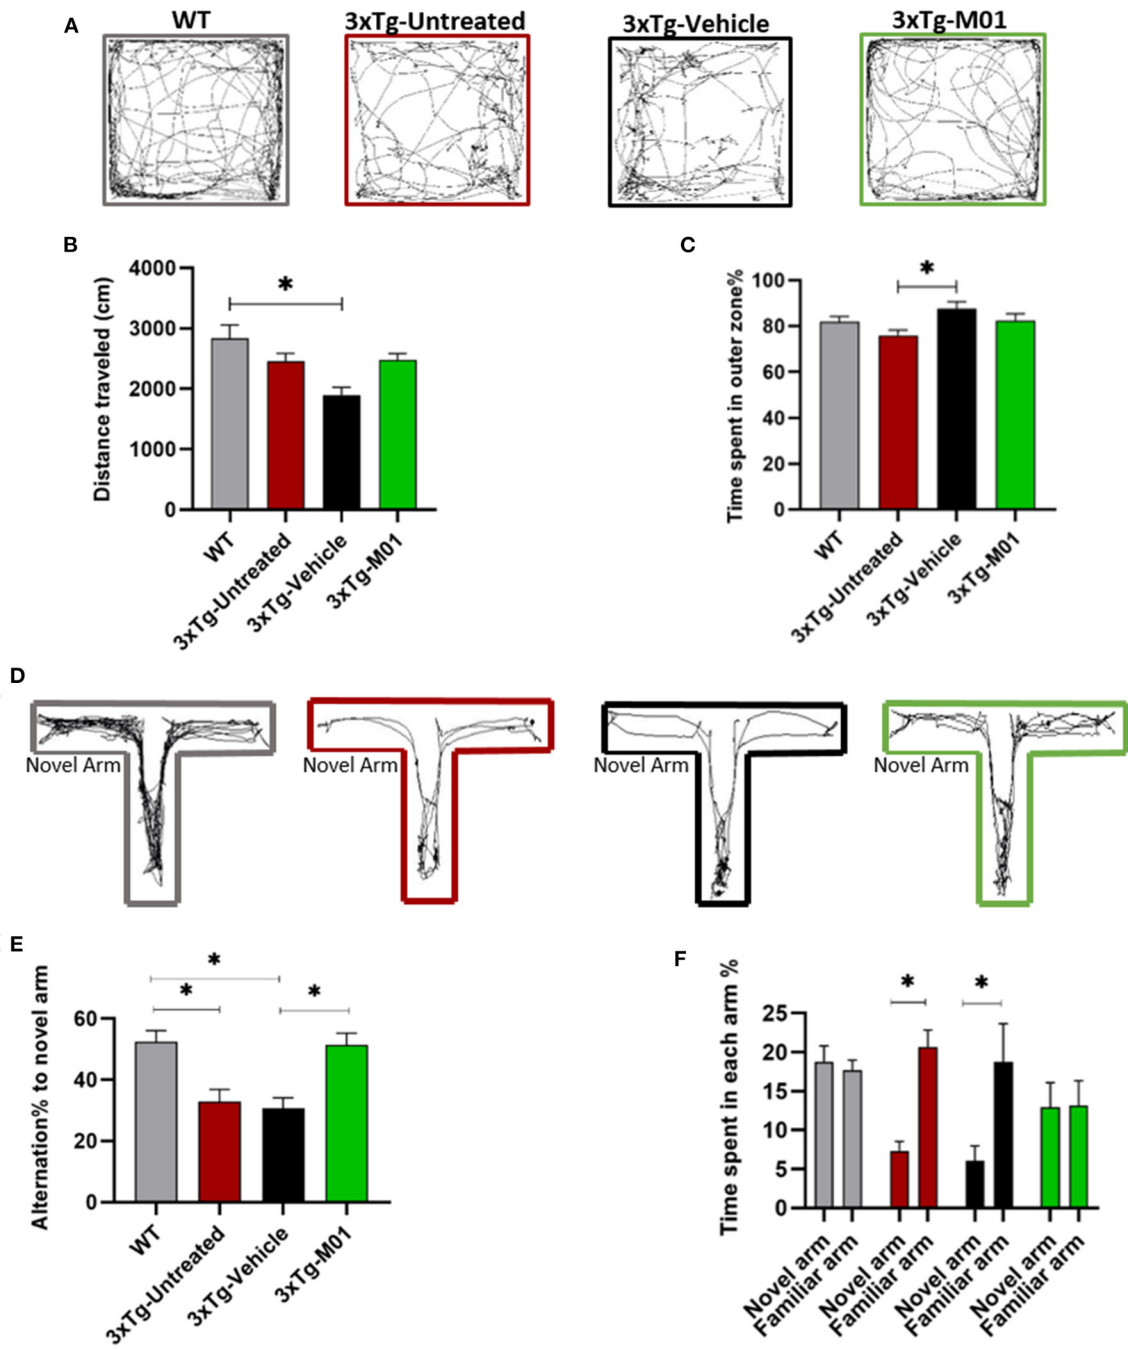 A
WT
3xTg-Untreated
3xTg-Vehicle
3xTg-M01
B
Distance traveled (cm)
4000
3000
2000
1000
0
*
WT
3xTg-Untreated
3xTg-Vehicle
3xTg-M01
C
Time spent in outer zone%
100
80
60
40
20
0
*
WT
3xTg-Untreated
3xTg-Vehicle
3xTg-M01
D
Novel Arm
Novel Arm
Novel Arm
Novel Arm
E
Alternation% to novel arm
60
40
20
0
*
*
*
WT
3xTg-Untreated
3xTg-Vehicle
3xTg-M01
F
Time spent in each arm %
25
20
15
10
5
0
*
*
Novel arm
Familiar arm
Novel arm
Familiar arm
Novel arm
Familiar arm
Novel arm
Familiar arm